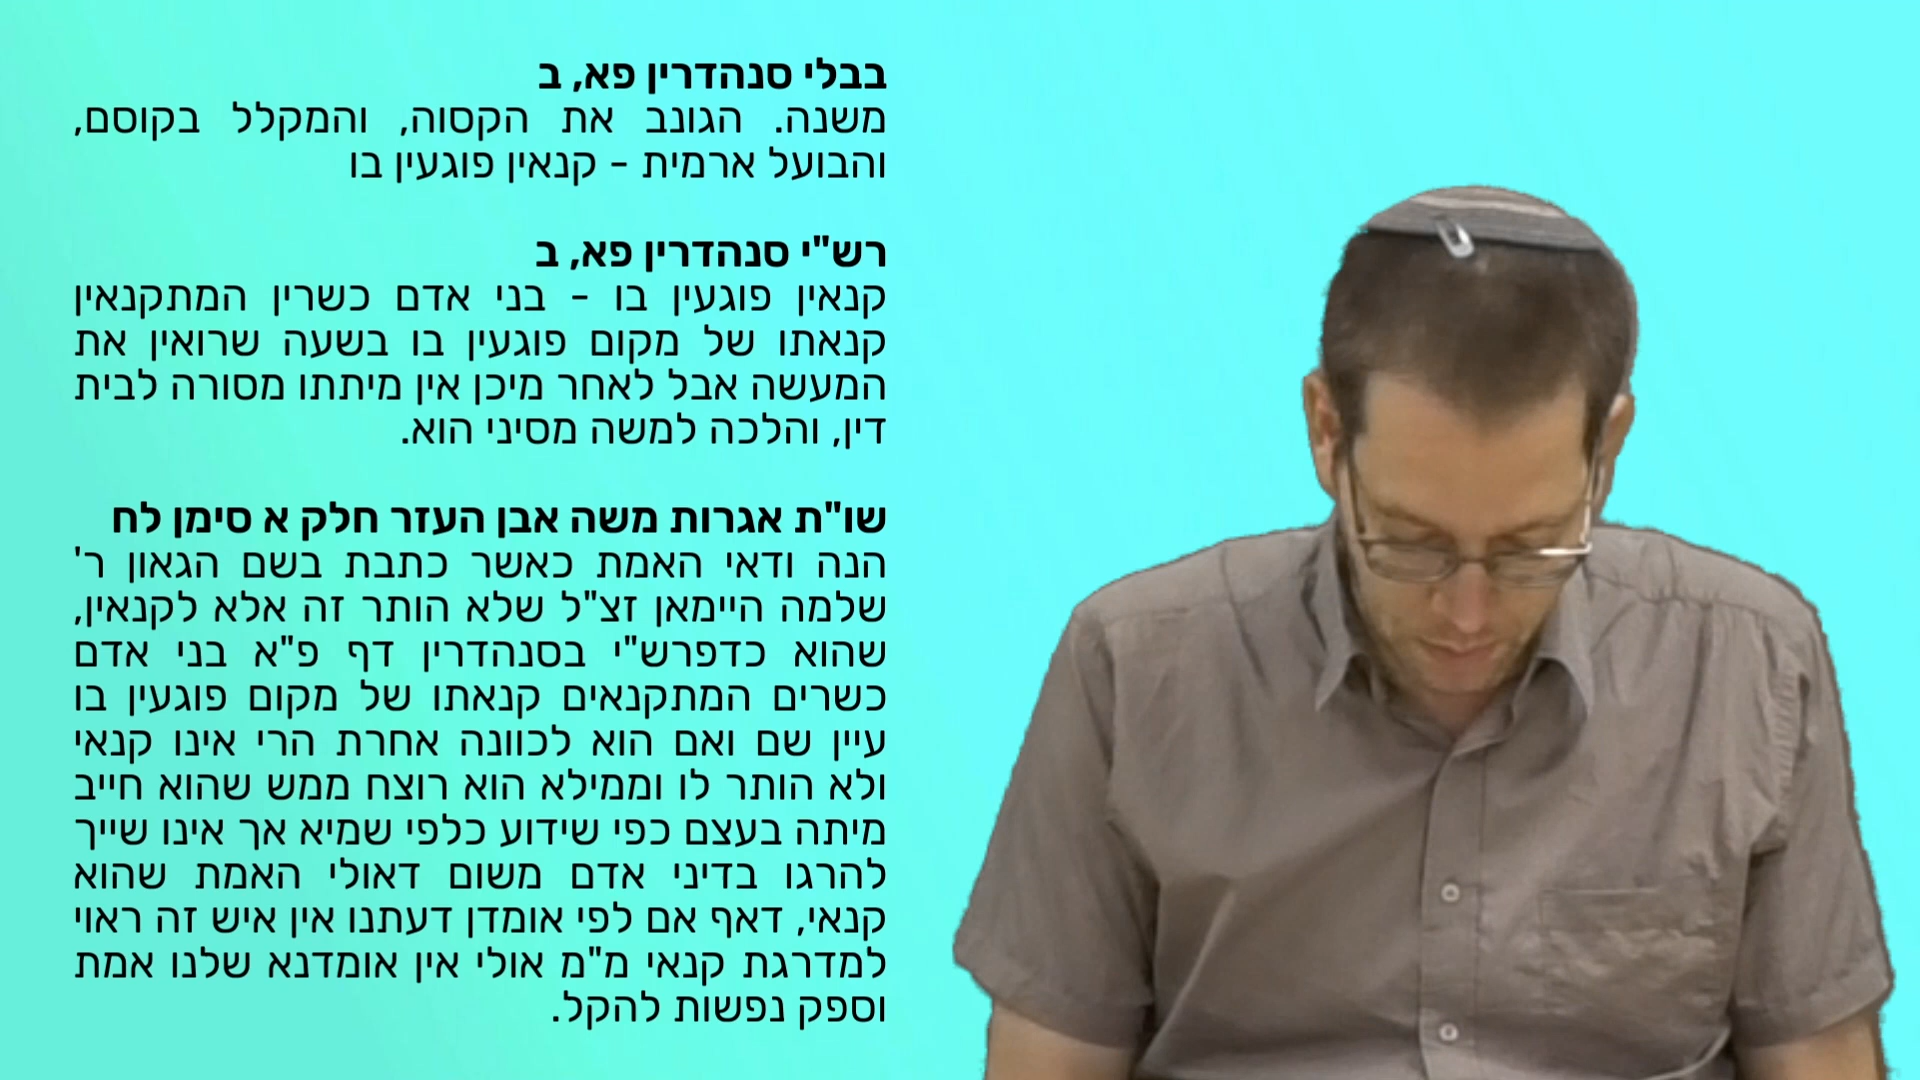 בבלי סנהדרין פא, ב
משנה. הגונב את הקסוה, והמקלל בקוסם,
והבועל ארמית - קנאין פוגעין בו
רש"י סנהדרין פא, ב
קנאין פוגעין בו - בני אדם כשרין המתקנאין
קנאתו של מקום פוגעין בו בשעה שרואין את
המעשה אבל לאחר מיכן אין מיתתו מסורה לבית
דין, והלכה למשה מסיני הוא.
שו"ת אגרות משה אבן העזר חלק א סימן לח
הנה ודאי האמת כאשר כתבת בשם הגאון ר'
שלמה היימאן זצ"ל שלא הותר זה אלא לקנאין,
שהוא כדפרש"י בסנהדרין דף פ"א בני אדם
כשרים המתקנאים קנאתו של מקום פוגעין בו
עיין שם ואם הוא לכוונה אחרת הרי אינו קנאי
ולא הותר לו וממילא הוא רוצח ממש שהוא חייב
מיתה בעצם כפי שידוע כלפי שמיא אך אינו שייך
להרגו בדיני אדם משום דאולי האמת שהוא
קנאי, דאף אם לפי אומדן דעתנו אין איש זה ראוי
למדרגת קנאי מ"מ אולי אין אומדנא שלנו אמת
וספק נפשות להקל.